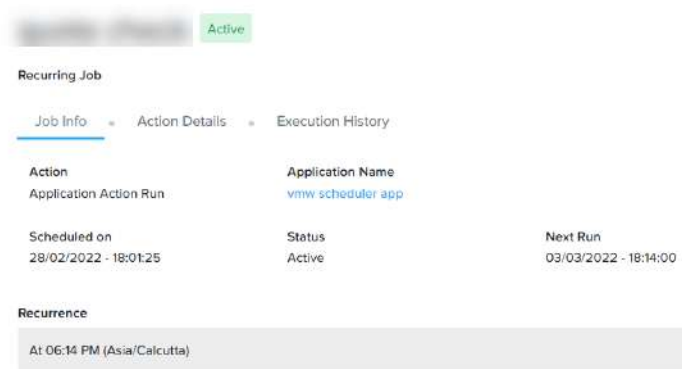 Active
Recurring Job
Job Info Action Details Execution History
Action Application Name
Application Action Run vmw scheduler app
Scheduled on Status Next Run
28/02/2022 - 18:01:25 Active 03/03/2022 - 18:14:00
Recurrence
At 06:14 PM (Asia/Calcutta)